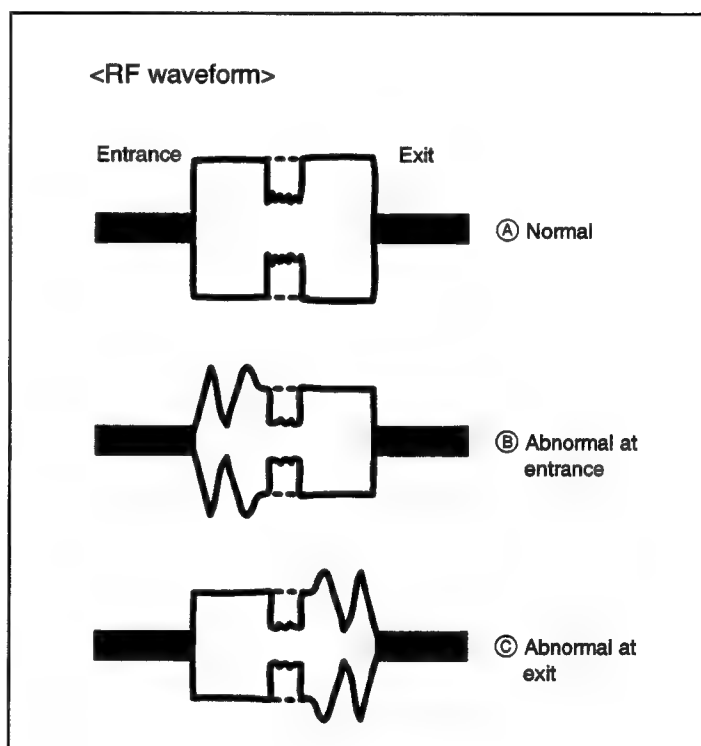 <RF waveform>
Entrance
Exit
Ⓐ Normal
Ⓑ Abnormal at
entrance
Ⓒ Abnormal at
exit